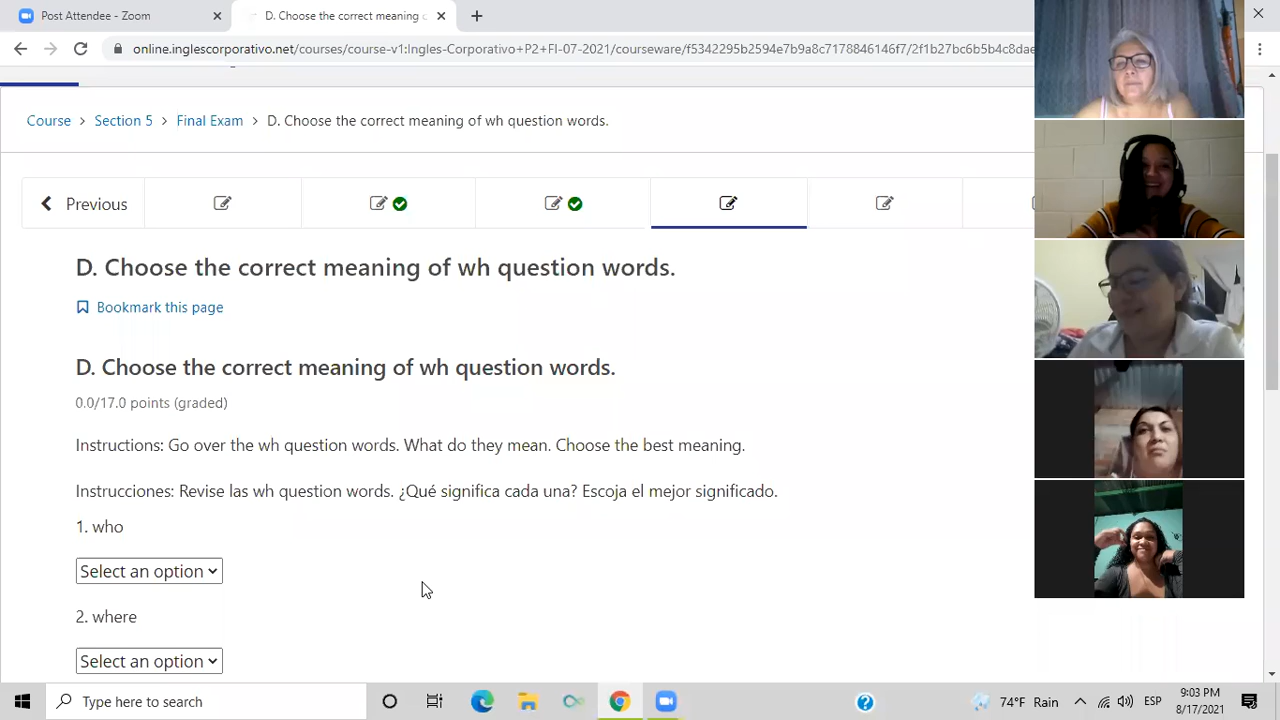 Post Attendee - Zoom
D. Choose the correct meaning o
online.inglescorporativo.net/courses/course-v1:Ingles-Corporativo+P2+FI-07-2021/courseware/f5342295b2594e7b9a8c7178846146f7/2f1b27bc6b5b4c8dae
Course > Section 5 > Final Exam > D. Choose the correct meaning of wh question words.
Previous
D. Choose the correct meaning of wh question words.
Bookmark this page
D. Choose the correct meaning of wh question words.
0.0/17.0 points (graded)
Instructions: Go over the wh question words. What do they mean. Choose the best meaning.
Instrucciones: Revise las wh question words. ¿Qué significa cada una? Escoja el mejor significado.
1. who
Select an option
2. where
Select an option
Type here to search
74°F Rain
ESP
9:03 PM
8/17/2021